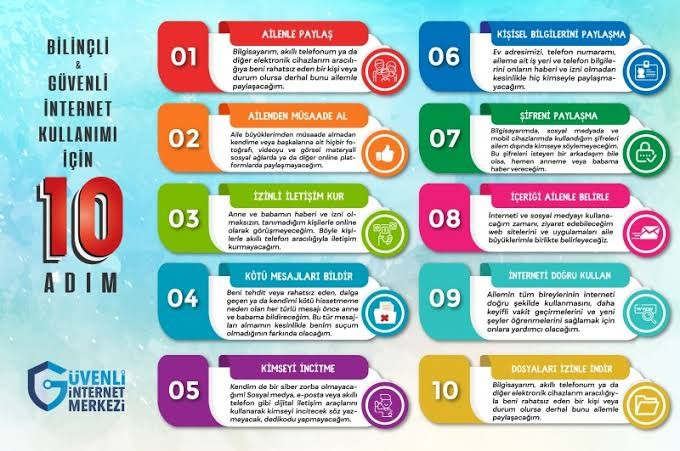 BİLİNÇLİ
&
GÜVENLİ
İNTERNET
KULLANIMI
İÇİN
10
ADIM
GÜVENLİ
İNTERNET
MERKEZİ
01
AİLENLE PAYLAŞ
Bilgisayarım, akıllı telefonum ya da
diğer elektronik cihazlarım aracılı-
ğıyla beni rahatsız eden bir kişi veya
durum olursa derhal bunu ailemle
paylaşacağım.
02
AİLENDEN MÜSAADE AL
Aile büyüklerimden müsaade almadan
kendime veya başkalarına ait hiçbir fo-
toğrafı, videoyu ve görsel materyali
sosyal ağlarda ya da diğer online plat-
formlarda paylaşmayacağım.
03
İZİNLİ İLETİŞİM KUR
Anne ve babamın haberi ve izni ol-
maksızın, tanımadığım kişilerle online
olarak görüşmeyeceğim. Böyle kişi-
lerle akıllı telefon aracılığıyla iletişim
kurmayacağım.
04
KÖTÜ MESAJLARI BİLDİR
Beni tehdit veya rahatsız eden, dalga
geçen ya da kendimi kötü hissetmeme
neden olan her türlü mesajı önce anne
ve babama bildireceğim. Bu tür mesaj-
ları almamın kesinlikle benim suçum
olmadığının farkında olacağım.
05
KİMSEYİ İNCİTME
Kendim de bir siber zorba olmayaca-
ğım! Sosyal medya, e-posta veya akıllı
telefon gibi dijital iletişim araçlarını
kullanarak kimseyi incitecek söz yaz-
mayacak, dedikodu yapmayacağım.
06
KİŞİSEL BİLGİLERİNİ PAYLAŞMA
Ev adresimizi, telefon numaramı,
aileme ait iş yeri ve telefon bilgile-
rini onların haberi ve izni olmadan
kesinlikle hiç kimseyle paylaşma-
yacağım.
07
ŞİFRENİ PAYLAŞMA
Bilgisayarımda, sosyal medyada ve
mobil cihazlarımda kullandığım şifreleri
ailem dışında kimseye söylemeyeceğim.
Bu şifreleri isteyen bir arkadaşım bile
olsa, hemen anneme veya babama
haber vereceğim.
08
İÇERİĞİ AİLENLE BELİRLE
İnterneti ve sosyal medyayı kullana-
cağım zamanı, ziyaret edebileceğim
web sitelerini ve uygulamaları aile
büyüklerimle birlikte belirleyeceğiz.
09
İNTERNETİ DOĞRU KULLAN
Ailemin tüm bireylerinin interneti
doğru şekilde kullanmasını, daha
keyifli vakit geçirmelerini ve yeni
şeyler öğrenmelerini sağlamak için
onlara yardımcı olacağım.
10
DOSYALARI İZİNLE İNDİR
Bilgisayarım, akıllı telefonum ya da
diğer elektronik cihazlarım aracılığıy-
la beni rahatsız eden bir kişi veya
durum olursa derhal bunu ailemle
paylaşacağım.